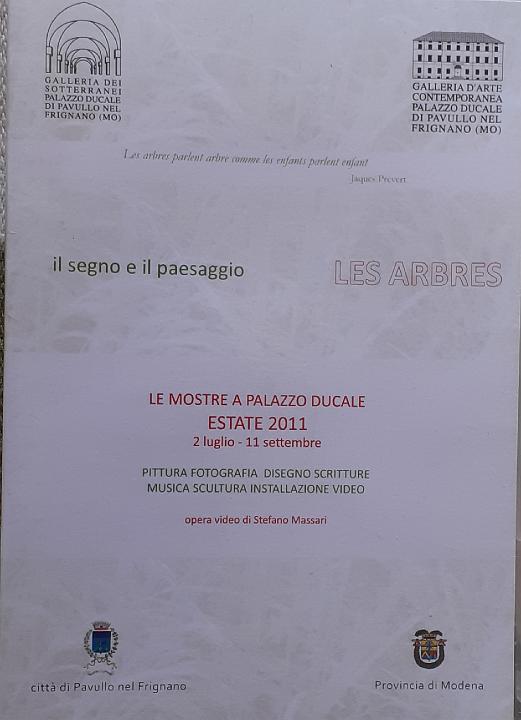 GALLERIA DEI
SOTTERRANEI
PALAZZO DUCALE
DI PAVULLO NEL
FRIGNANO (MO)
GALLERIA D'ARTE
CONTEMPORANEA
PALAZZO DUCALE
DI PAVULLO NEL
FRIGNANO (MO)
Les arbres parlent arbre comme les enfants parlent enfant
Jaques Prevert
il segno e il paesaggio
LES ARBRES
LE MOSTRE A PALAZZO DUCALE
ESTATE 2011
2 luglio - 11 settembre
PITTURA FOTOGRAFIA DISEGNO SCRITTURE
MUSICA SCULTURA INSTALLAZIONE VIDEO
opera video di Stefano Massari
città di Pavullo nel Frignano
Provincia di Modena